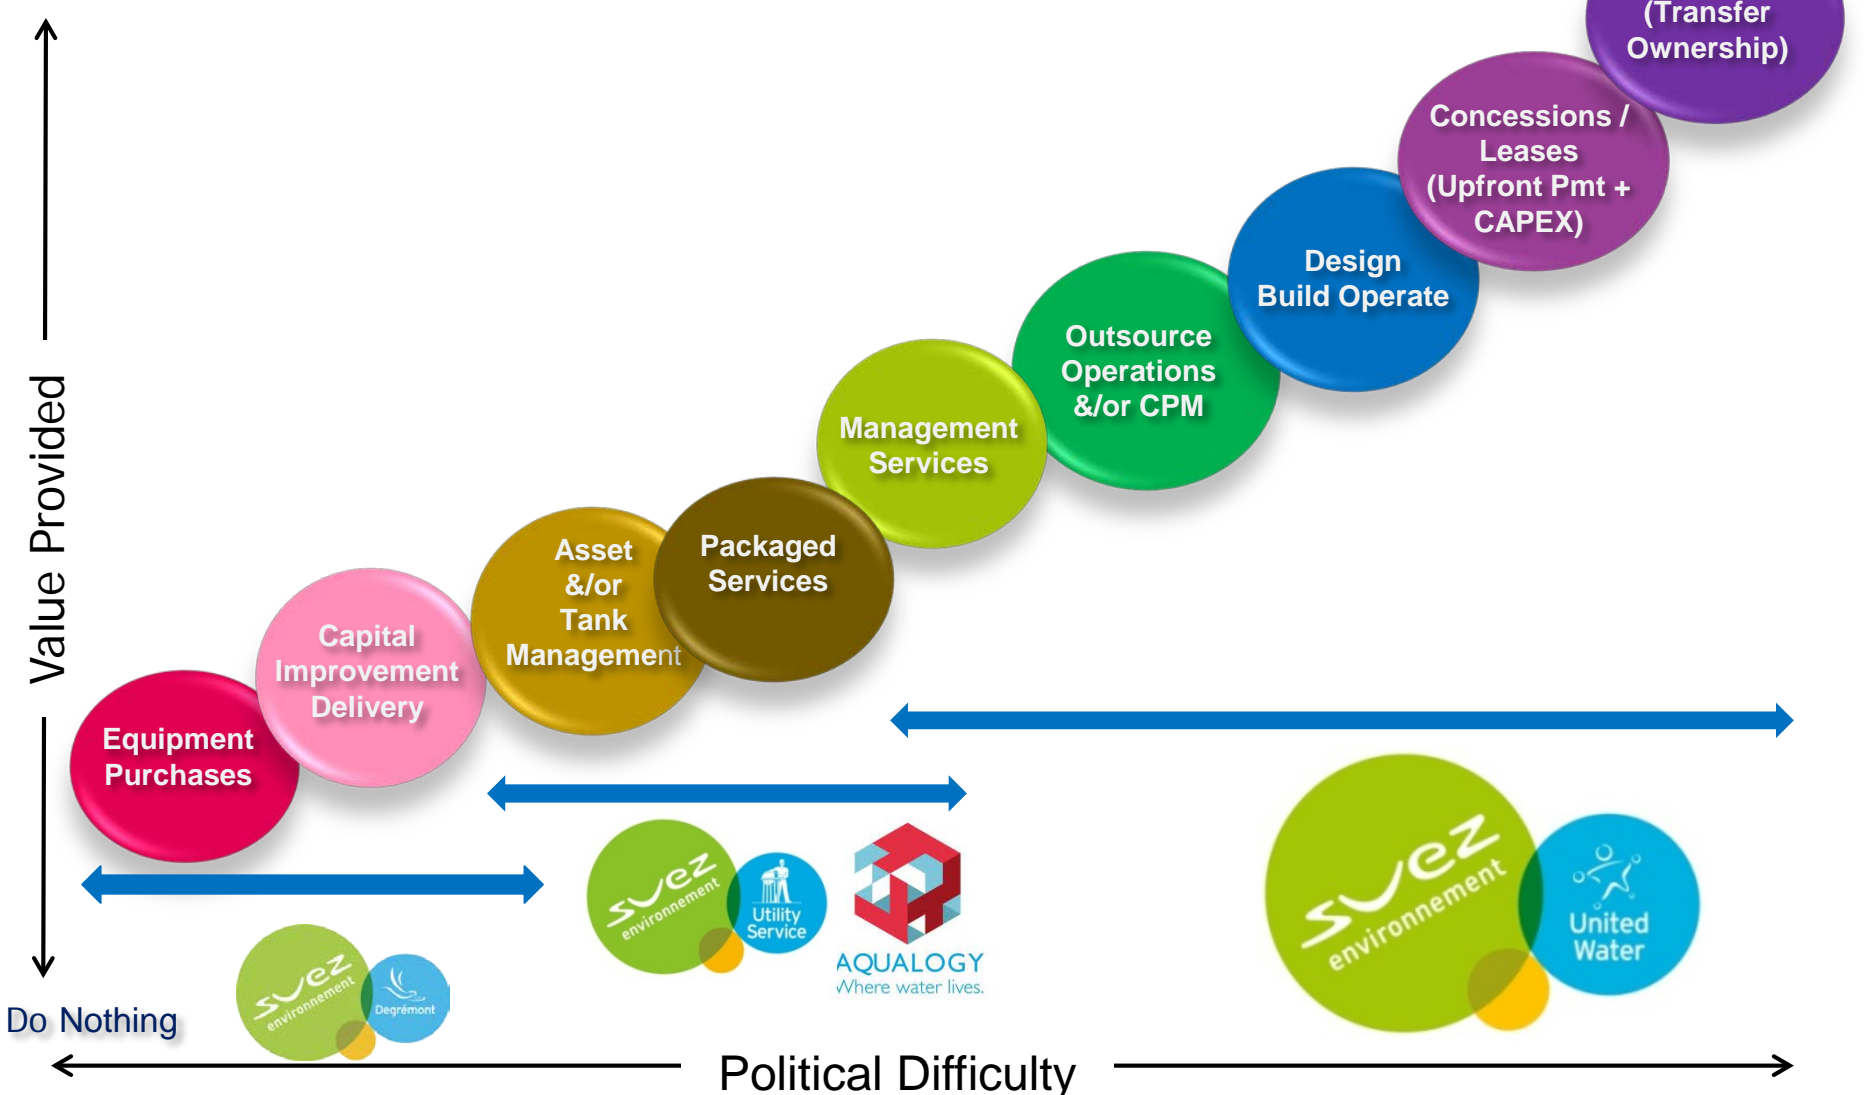 (Transfer
Ownership)
Concessions /
Leases
(Upfront Pmt +
CAPEX)
Design
Build Operate
Outsource
Operations
&/or CPM
Management
Services
Packaged
Services
Asset
&/or
Tank
Management
Capital
Improvement
Delivery
Equipment
Purchases
Value Provided
Do Nothing
suez
environnement
Degrémont
suez
environnement
Utility
Service
AQUALOGY
Where water lives.
suez
environnement
United
Water
Political Difficulty